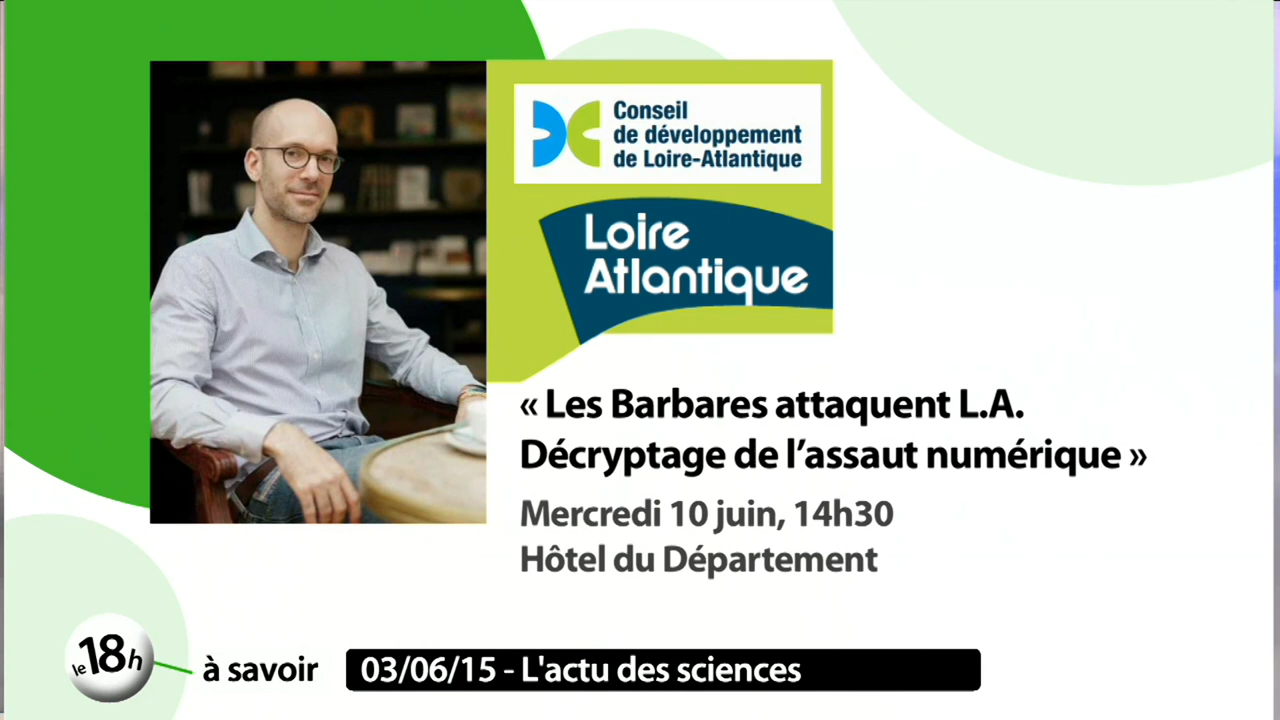 Conseil
de développement
de Loire-Atlantique
Loire
Atlantique
« Les Barbares attaquent L.A.
Décryptage de l’assaut numérique »
Mercredi 10 juin, 14h30
Hôtel du Département
le 18h
à savoir
03/06/15 - L'actu des sciences